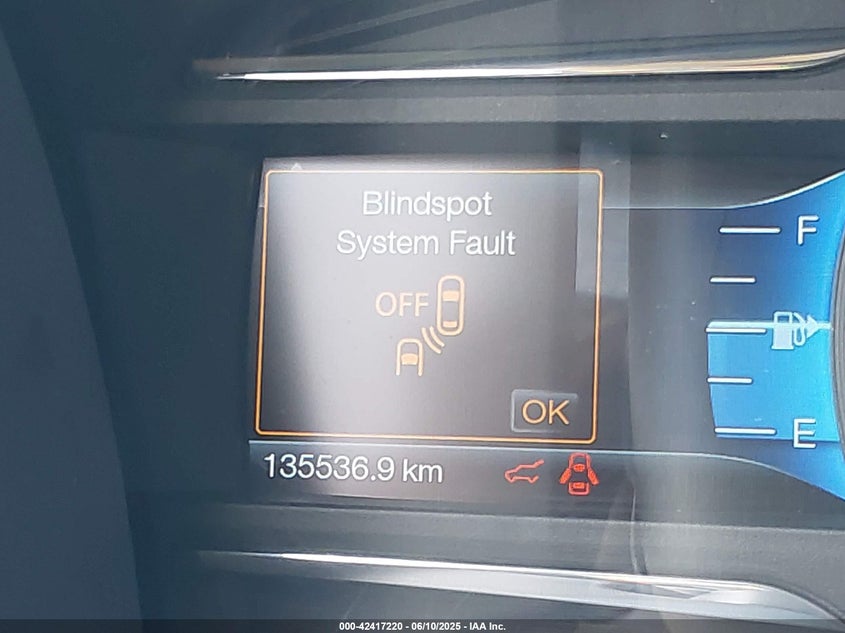 Blindspot
System Fault
OFF
OK
F
E
135536.9 km
000-42417220 - 06/10/2025 - IAA Inc.